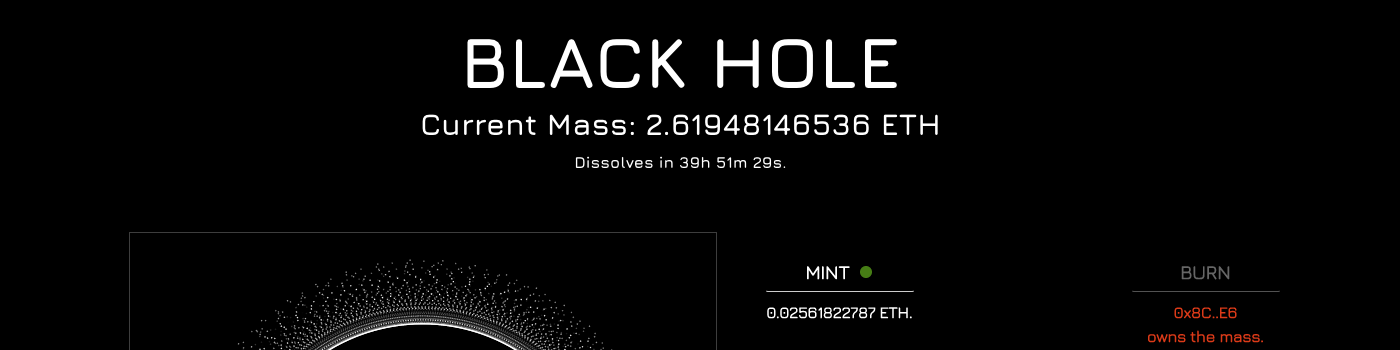 BLACK HOLE
Current Mass: 2.61948146536 ETH
Dissolves in 39h 51m 29s.
MINT
0.02561822787 ETH.
BURN
0x8C..E6
owns the mass.